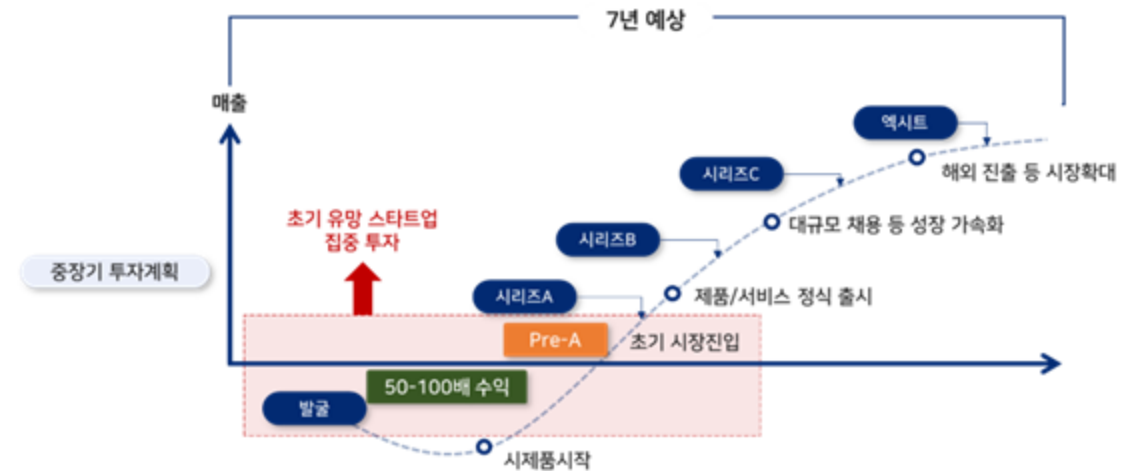 7년 예상
매출
엑시트
해외 진출 등 시장확대
시리즈C
대규모 채용 등 성장 가속화
초기 유망 스타트업
집중 투자
시리즈B
중장기 투자계획
시리즈A
제품/서비스 정식 출시
Pre-A
초기 시장진입
50-100배 수익
발굴
시제품시작